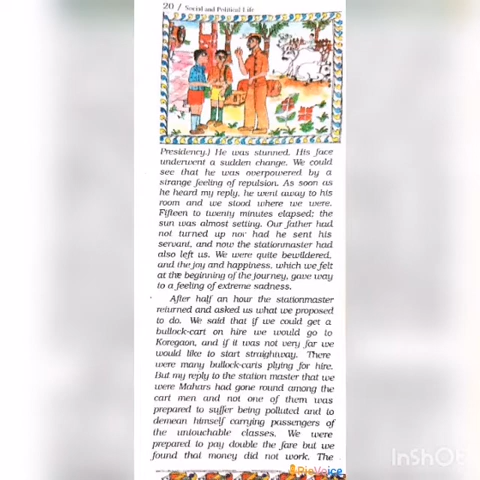 20 / Social and Political Life
Presidency.) He was stunned. His face
underwent a sudden change. We could
see that he was overpowered by a
strange feeling of repulsion. As soon as
he heard my reply, he went away to his
room and we stood where we were.
Fifteen to twenty minutes elapsed; the
sun was almost setting. Our father had
not turned up nor had he sent his
servant, and now the stationmaster had
also left us. We were quite bewildered,
and the joy and happiness, which we felt
at the beginning of the journey, gave way
to a feeling of extreme sadness.
After half an hour the stationmaster
returned and asked us what we proposed
to do. We said that if we could get a
bullock-cart on hire we would go to
Koregaon, and if it was not very far we
would like to start straightway. There
were many bullock-carts plying for hire.
But my reply to the station master that we
were Mahars had gone round among the
cart men and not one of them was
prepared to suffer being polluted and to
demean himself carrying passengers of
the untouchable classes. We were
prepared to pay double the fare but we
found that money did not work. The
InShOt